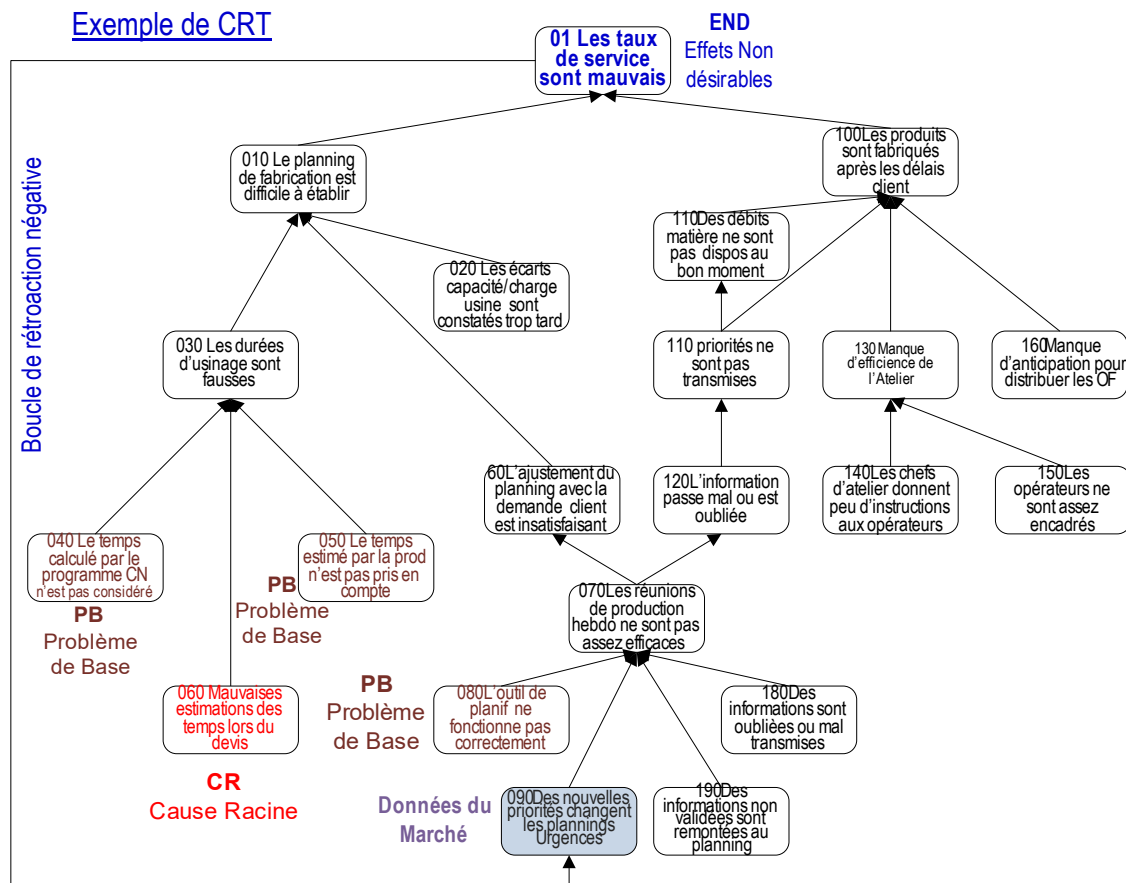 Exemple de CRT
01 Les taux
de service
sont mauvais
END
Effets Non
désirables
Boucle de rétroaction négative
010 Le planning
de fabrication est
difficile à établir
100Les produits
sont fabriqués
après les délais
client
110Des débits
matière ne sont
pas dispos au
bon moment
020 Les écarts
capacité/charge
usine sont
constatés trop tard
030 Les durées
d'usinage sont
fausses
110 priorités ne
sont pas
transmises
130 Manque
d'efficience de
l'Atelier
160Manque
d'anticipation pour
distribuer les OF
60L'ajustement du
planning avec la
demande client
est insatisfaisant
120L'information
passe mal ou est
oubliée
140Les chefs
d'atelier donnent
peu d'instructions
aux opérateurs
150Les
opérateurs ne
sont assez
encadrés
040 Le temps
calculé par le
programme CN
n'est pas considéré
PB
Problème
de Base
050 Le temps
estimé par la prod
n'est pas pris en
compte
PB
Problème
de Base
070Les réunions
de production
hebdo ne sont pas
assez efficaces
060 Mauvaises
estimations des
temps lors du
devis
CR
Cause Racine
PB
Problème
de Base
080L'outil de
planif ne
fonctionne pas
correctement
180Des
informations sont
oublièes ou mal
transmises
Données du
Marché
090Des nouvelles
priorités changent
les plannings
Urgences
190Des
informations non
validées sont
remontées au
planning